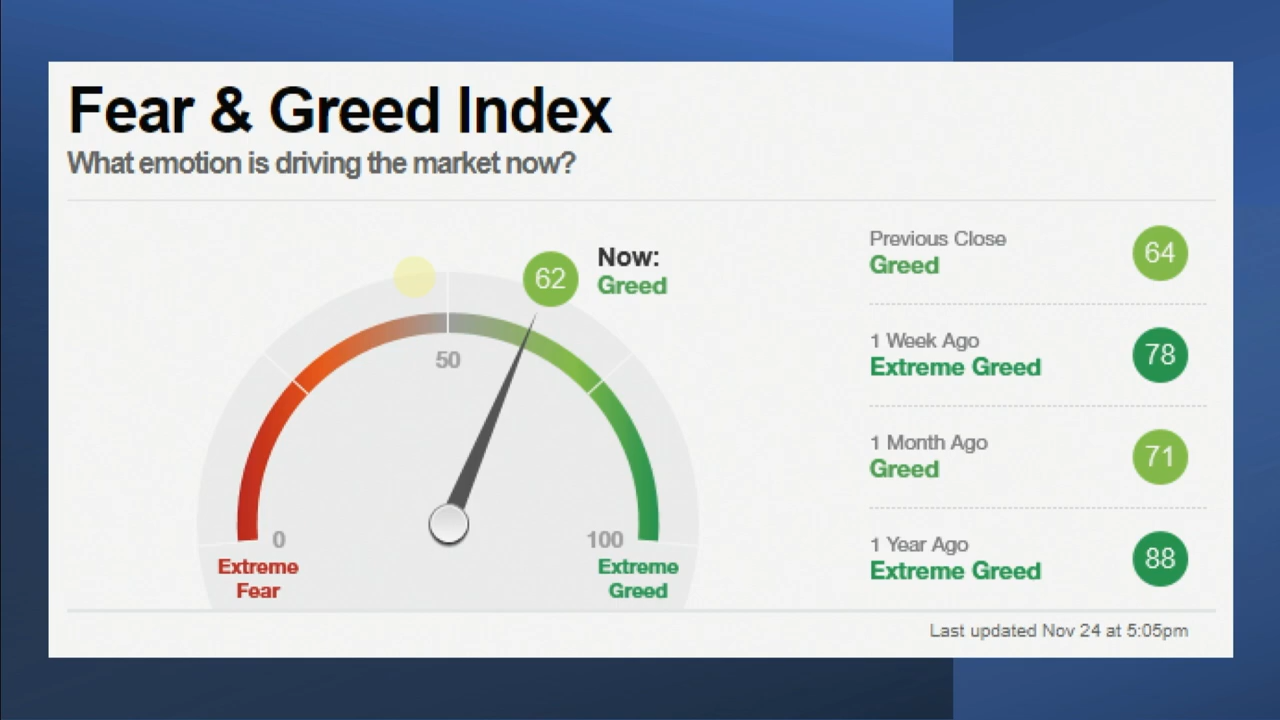 Fear & Greed Index
What emotion is driving the market now?
62
Now:
Greed
50
0
100
Extreme
Fear
Extreme
Greed
Previous Close
Greed
64
1 Week Ago
Extreme Greed
78
1 Month Ago
Greed
71
1 Year Ago
Extreme Greed
88
Last updated Nov 24 at 5:05pm